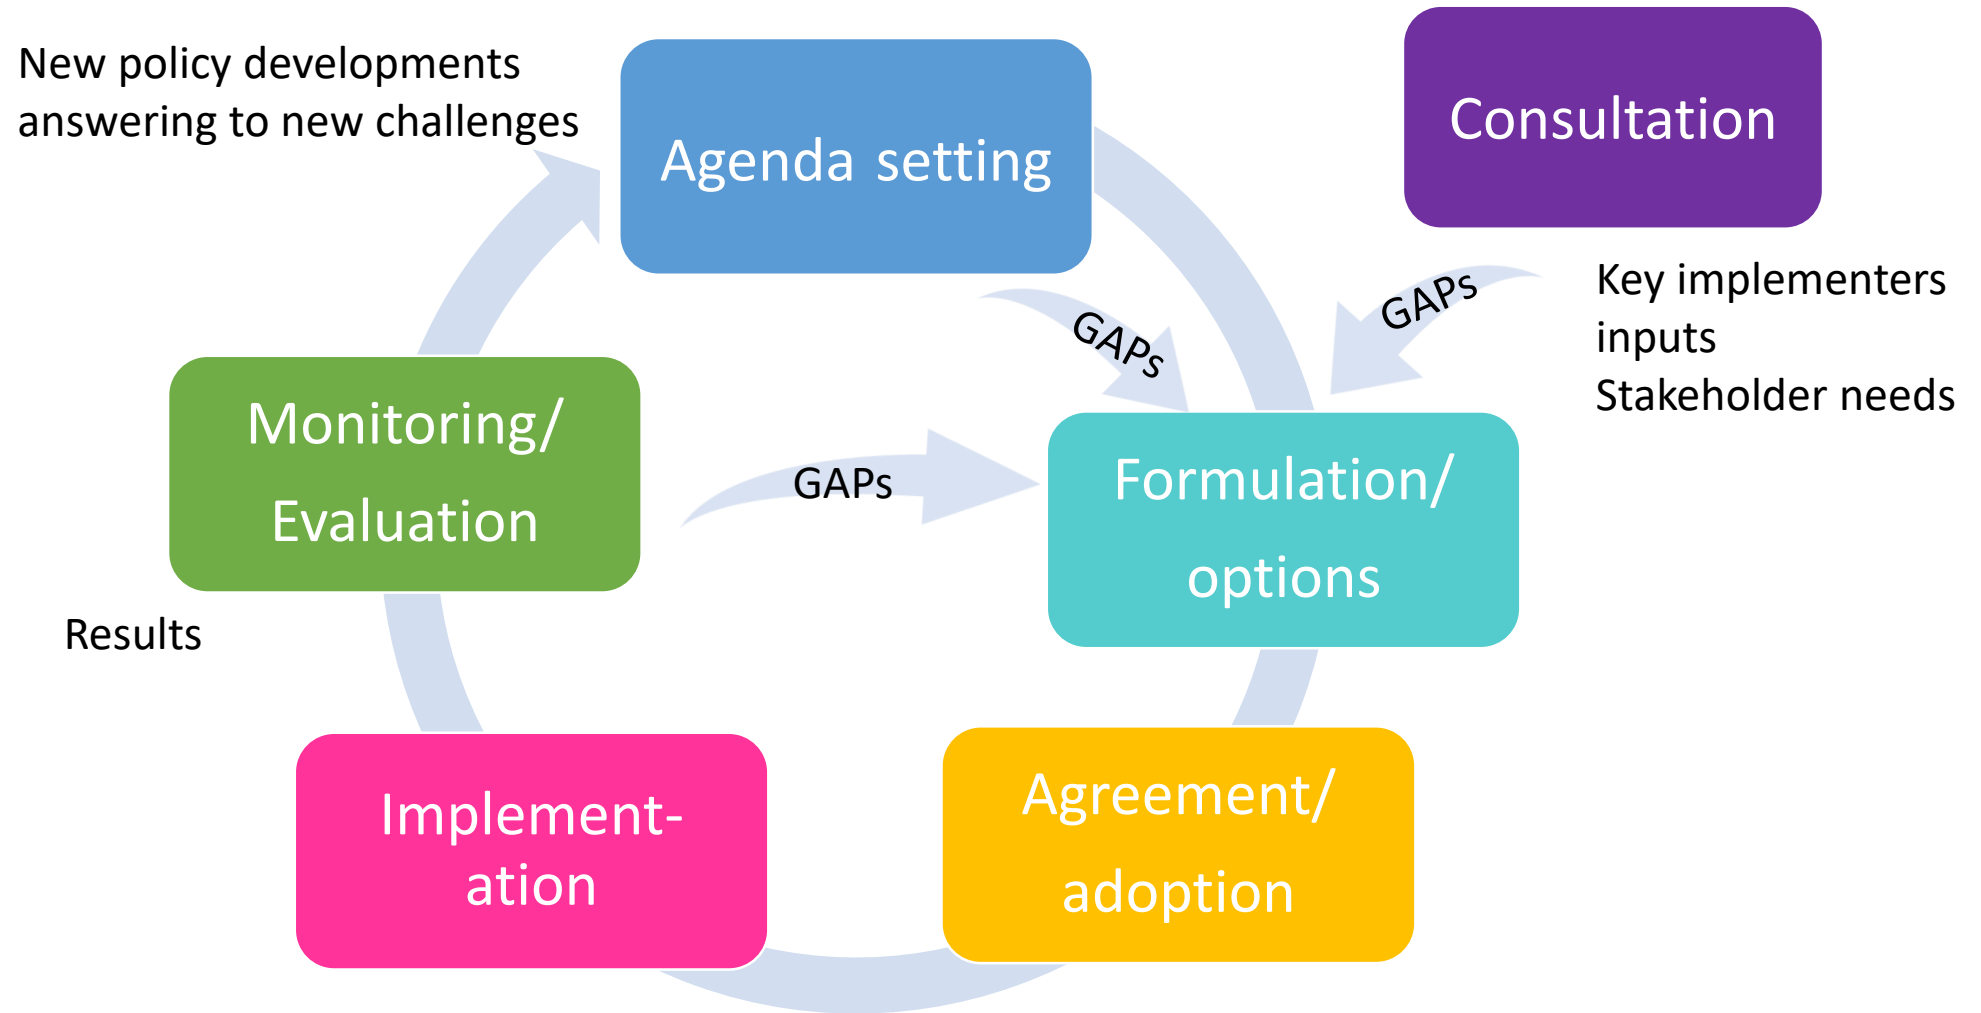 New policy developments
answering to new challenges
Agenda setting
Consultation
Key implementers
inputs
Stakeholder needs
GAPs
GAPs
GAPs
Monitoring/
Evaluation
Formulation/
options
Results
Implement-
ation
Agreement/
adoption